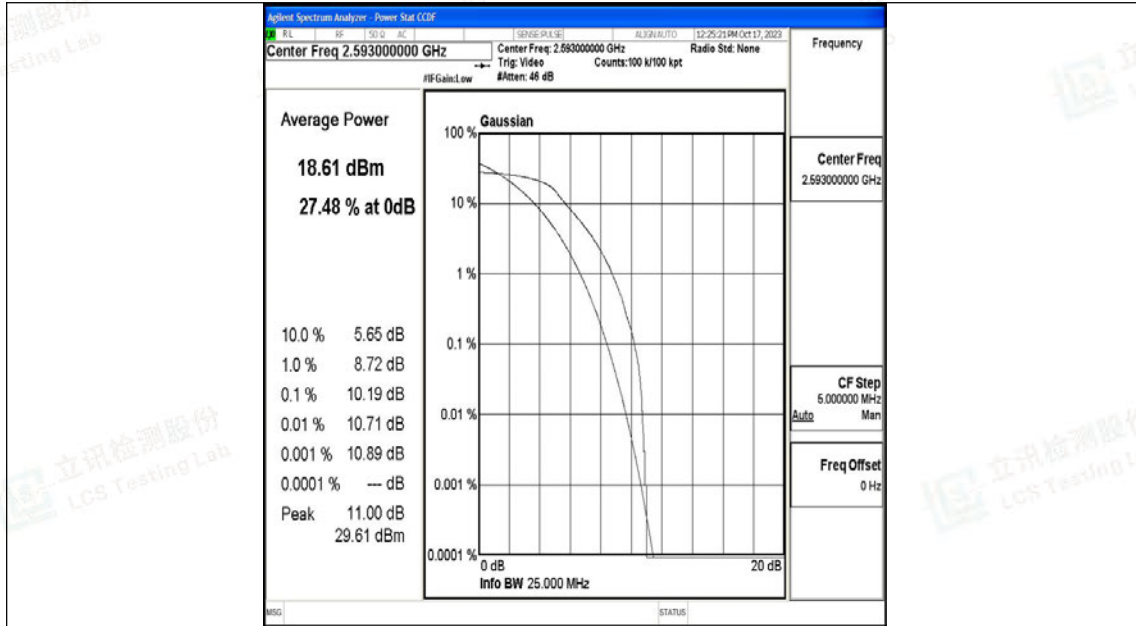 Agilent Spectrum Analyzer - Power Stat CCDF
RL RF 50 Ω AC SENSE:PULSE ALIGNAUTO 12:25:21 PM Oct 17, 2023
Center Freq 2.593000000 GHz
Center Freq: 2.593000000 GHz Radio Std: None
Trig: Video Counts:100 k/100 kpt
#IFGain:Low #Atten: 46 dB
Frequency
Average Power
18.61 dBm
27.48 % at 0dB
10.0 % 5.65 dB
1.0 % 8.72 dB
0.1 % 10.19 dB
0.01 % 10.71 dB
0.001 % 10.89 dB
0.0001 % --- dB
Peak 11.00 dB
29.61 dBm
Gaussian
100 %
10 %
1 %
0.1 %
0.01 %
0.001 %
0.0001 %
0 dB 20 dB
Info BW 25.000 MHz
Center Freq
2.593000000 GHz
CF Step
5.000000 MHz
Auto Man
Freq Offset
0 Hz
MSG STATUS
立讯检测股份
LCS Testing Lab
立讯检测股份